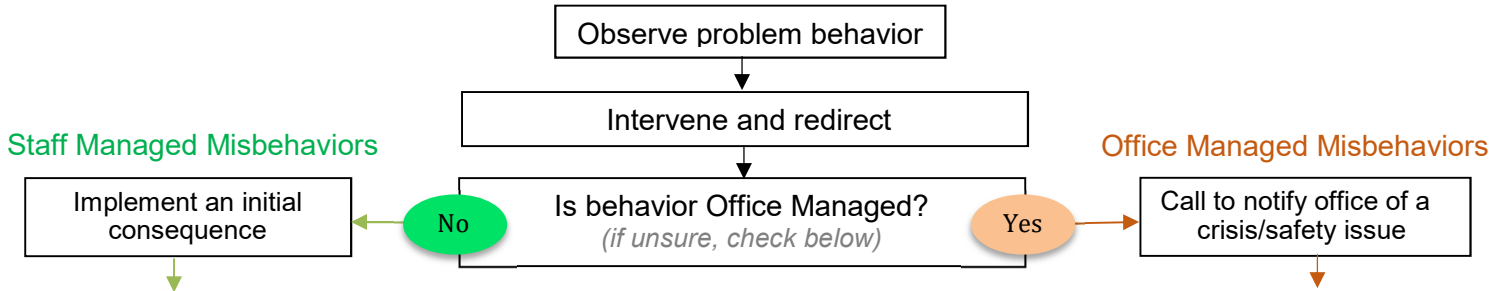 Observe problem behavior
Intervene and redirect
Staff Managed Misbehaviors
Office Managed Misbehaviors
Implement an initial
consequence
No
Is behavior Office Managed?
(if unsure, check below)
Yes
Call to notify office of a
crisis/safety issue